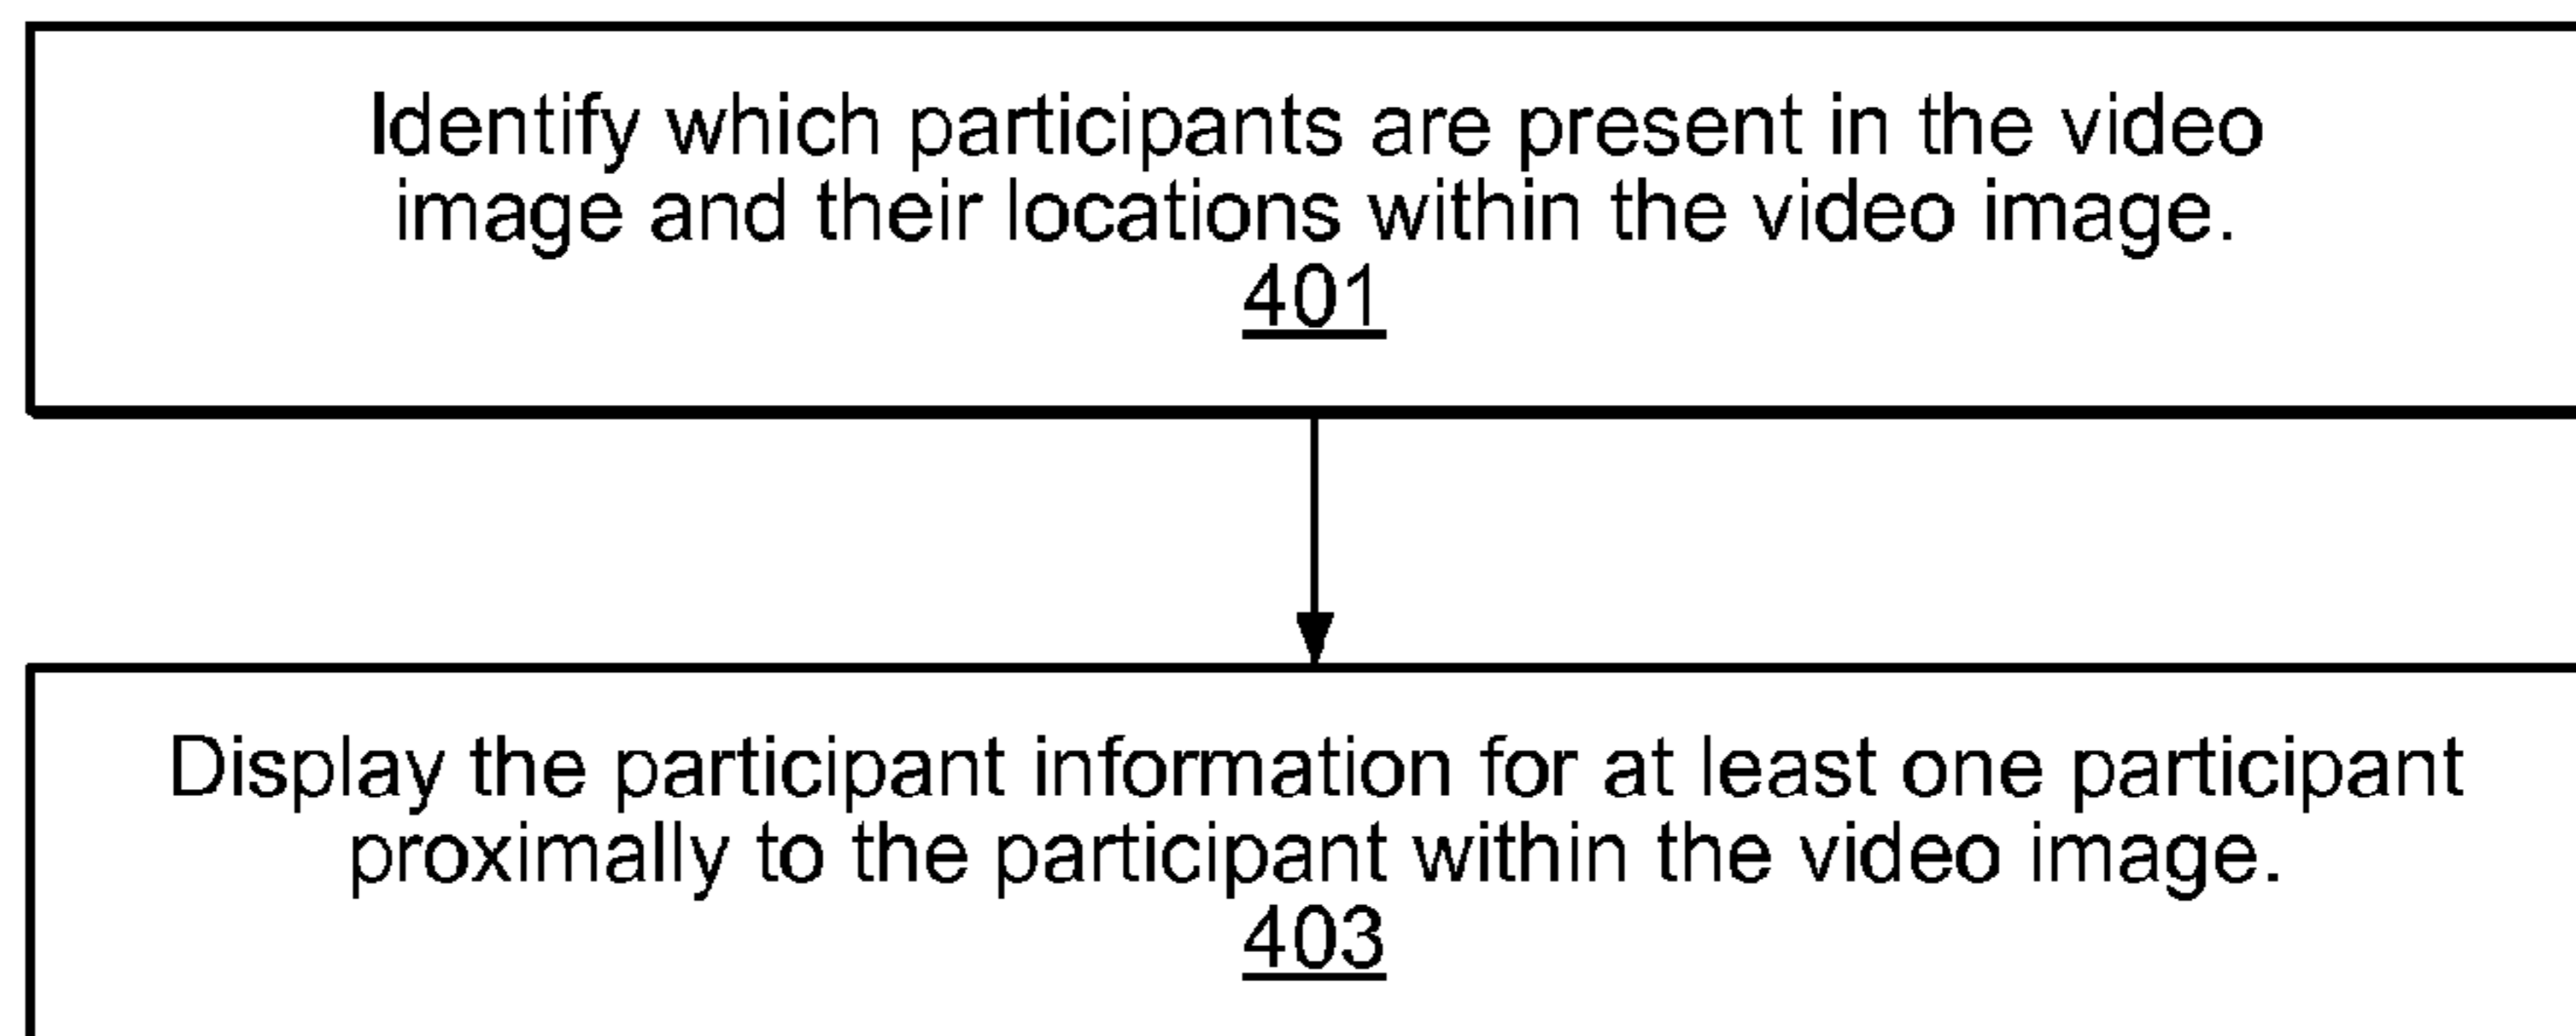 Identify which participants are present in the video
image and their locations within the video image.
401
Display the participant information for at least one participant
proximally to the participant within the video image.
403